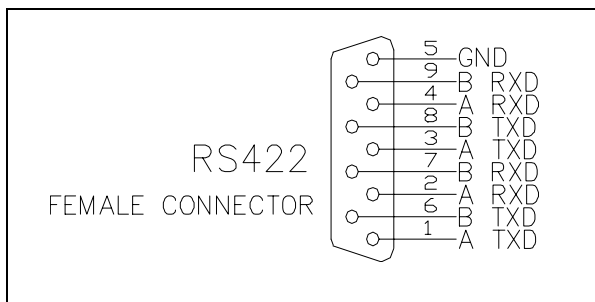 5 GND
9 B RXD
4 A RXD
8 B TXD
3 A TXD
RS422
7 B RXD
2 A RXD
FEMALE CONNECTOR
6 B TXD
1 A TXD